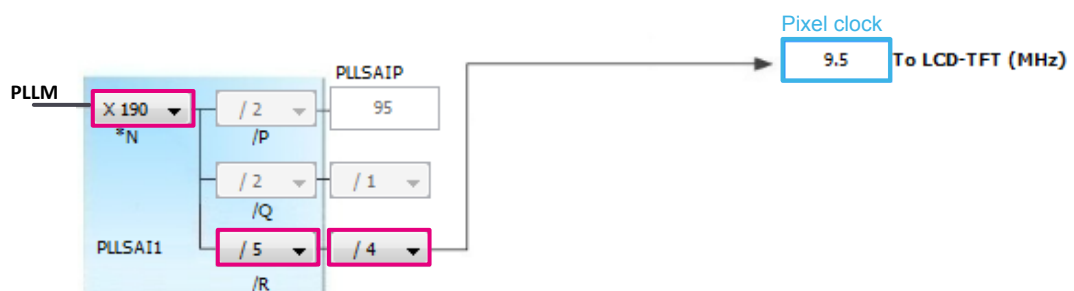 Pixel clock
9.5 To LCD-TFT (MHz)
PLLSAIP
PLLM
X 190 / 2 95
*N /P
/ 2 / 1
/Q
PLLSAI1 / 5 / 4
/R